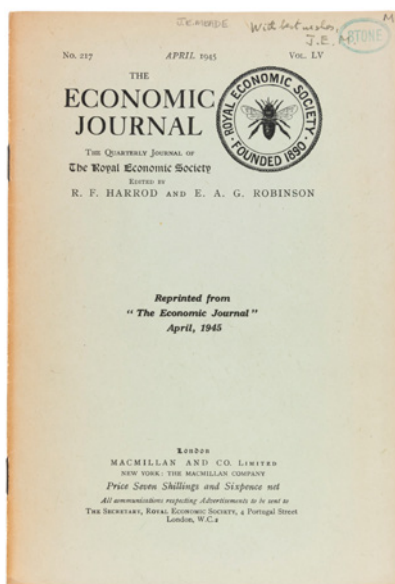 J.E.MEADE
With best wishes,
J.E.M.
STONE
No. 217 APRIL 1945 VOL. LV
THE
ECONOMIC
JOURNAL
THE QUARTERLY JOURNAL OF
The Royal Economic Society
EDITED BY
R. F. HARROD AND E. A. G. ROBINSON
ROYAL ECONOMIC SOCIETY
FOUNDED 1890
Reprinted from
"The Economic Journal"
April, 1945
London
MACMILLAN AND CO. LIMITED
NEW YORK: THE MACMILLAN COMPANY
Price Seven Shillings and Sixpence net
All communications respecting Advertisements to be sent to
THE SECRETARY, ROYAL ECONOMIC SOCIETY, 4 Portugal Street
London, W.C.2